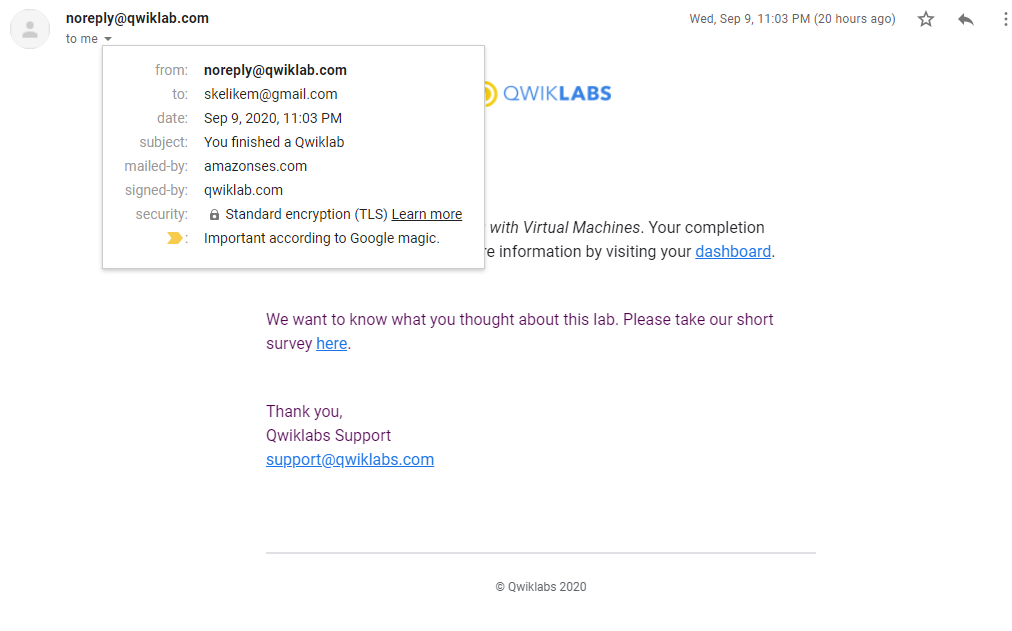 noreply@qwiklab.com
Wed, Sep 9, 11:03 PM (20 hours ago)
to me
from: noreply@qwiklab.com
to: skelikem@gmail.com
date: Sep 9, 2020, 11:03 PM
subject: You finished a Qwiklab
mailed-by: amazonses.com
signed-by: qwiklab.com
security: Standard encryption (TLS) Learn more
: Important according to Google magic.
QWIKLABS
with Virtual Machines. Your completion
information by visiting your dashboard.
We want to know what you thought about this lab. Please take our short
survey here.
Thank you,
Qwiklabs Support
support@qwiklabs.com
© Qwiklabs 2020